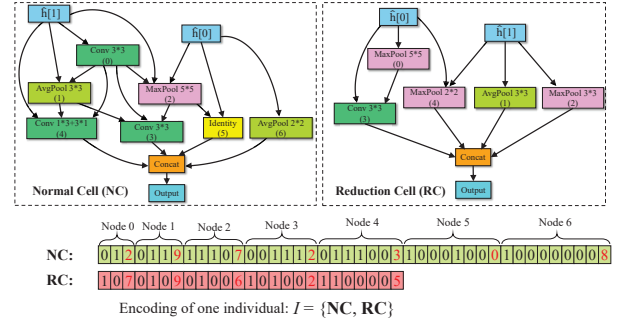 ĥ[1]
ĥ[0]
Conv 3*3
(0)
AvgPool 3*3
(1)
MaxPool 5*5
(2)
Conv 1*3+3*1
(4)
Conv 3*3
(3)
Identity
(5)
AvgPool 2*2
(6)
Concat
Output
Normal Cell (NC)
ĥ[0]
ĥ[1]
MaxPool 5*5
(0)
Conv 3*3
(3)
MaxPool 2*2
(4)
AvgPool 3*3
(1)
MaxPool 3*3
(2)
Concat
Output
Reduction Cell (RC)
Node 0 Node 1 Node 2 Node 3 Node 4 Node 5 Node 6
NC: 0 1 2 0 1 1 9 1 1 1 0 7 0 0 1 1 1 2 0 1 1 1 0 0 3 1 0 0 0 1 0 0 0 1 0 0 0 0 0 0 0 8
RC: 1 0 7 0 1 0 9 0 1 0 0 6 1 0 1 0 0 2 1 1 0 0 0 0 5
Encoding of one individual: I = {NC, RC}